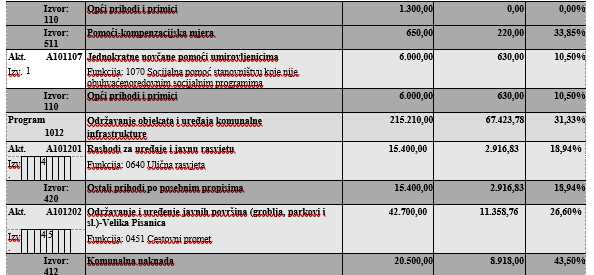 Izvor: Opći prihodi i primici 1.300,00 0,00 0,00%
110
Izvor: Pomoći-kompenzacijska mjera 650,00 220,00 33,85%
511
Akt. A101107 Jednokratne novčane pomoći umirovljenicima 6.000,00 630,00 10,50%
Izv. 1 Funkcija: 1070 Socijalna pomoć stanovništvu koje nije
obuhvaćenoredovnim socijalnim programima
Izvor: Opći prihodi i primici 6.000,00 630,00 10,50%
110
Program Održavanje objekata i uređaja komunalne 215.210,00 67.423,78 31,33%
1012 infrastrukture
Akt. A101201 Rashodi za uređaje i javnu rasvjetu 15.400,00 2.916,83 18,94%
Izv. 4 Funkcija: 0640 Ulična rasvjeta
Izvor: Ostali prihodi po posebnim propisima 15.400,00 2.916,83 18,94%
420
Akt. A101202 Održavanje i uređenje javnih površina (groblja, parkovi i 42.700,00 11.358,76 26,60%
sl.)-Velika Pisanica
Izv. 4 5 Funkcija: 0451 Cestovni promet
Izvor: Komunalna naknada 20.500,00 8.918,00 43,50%
412